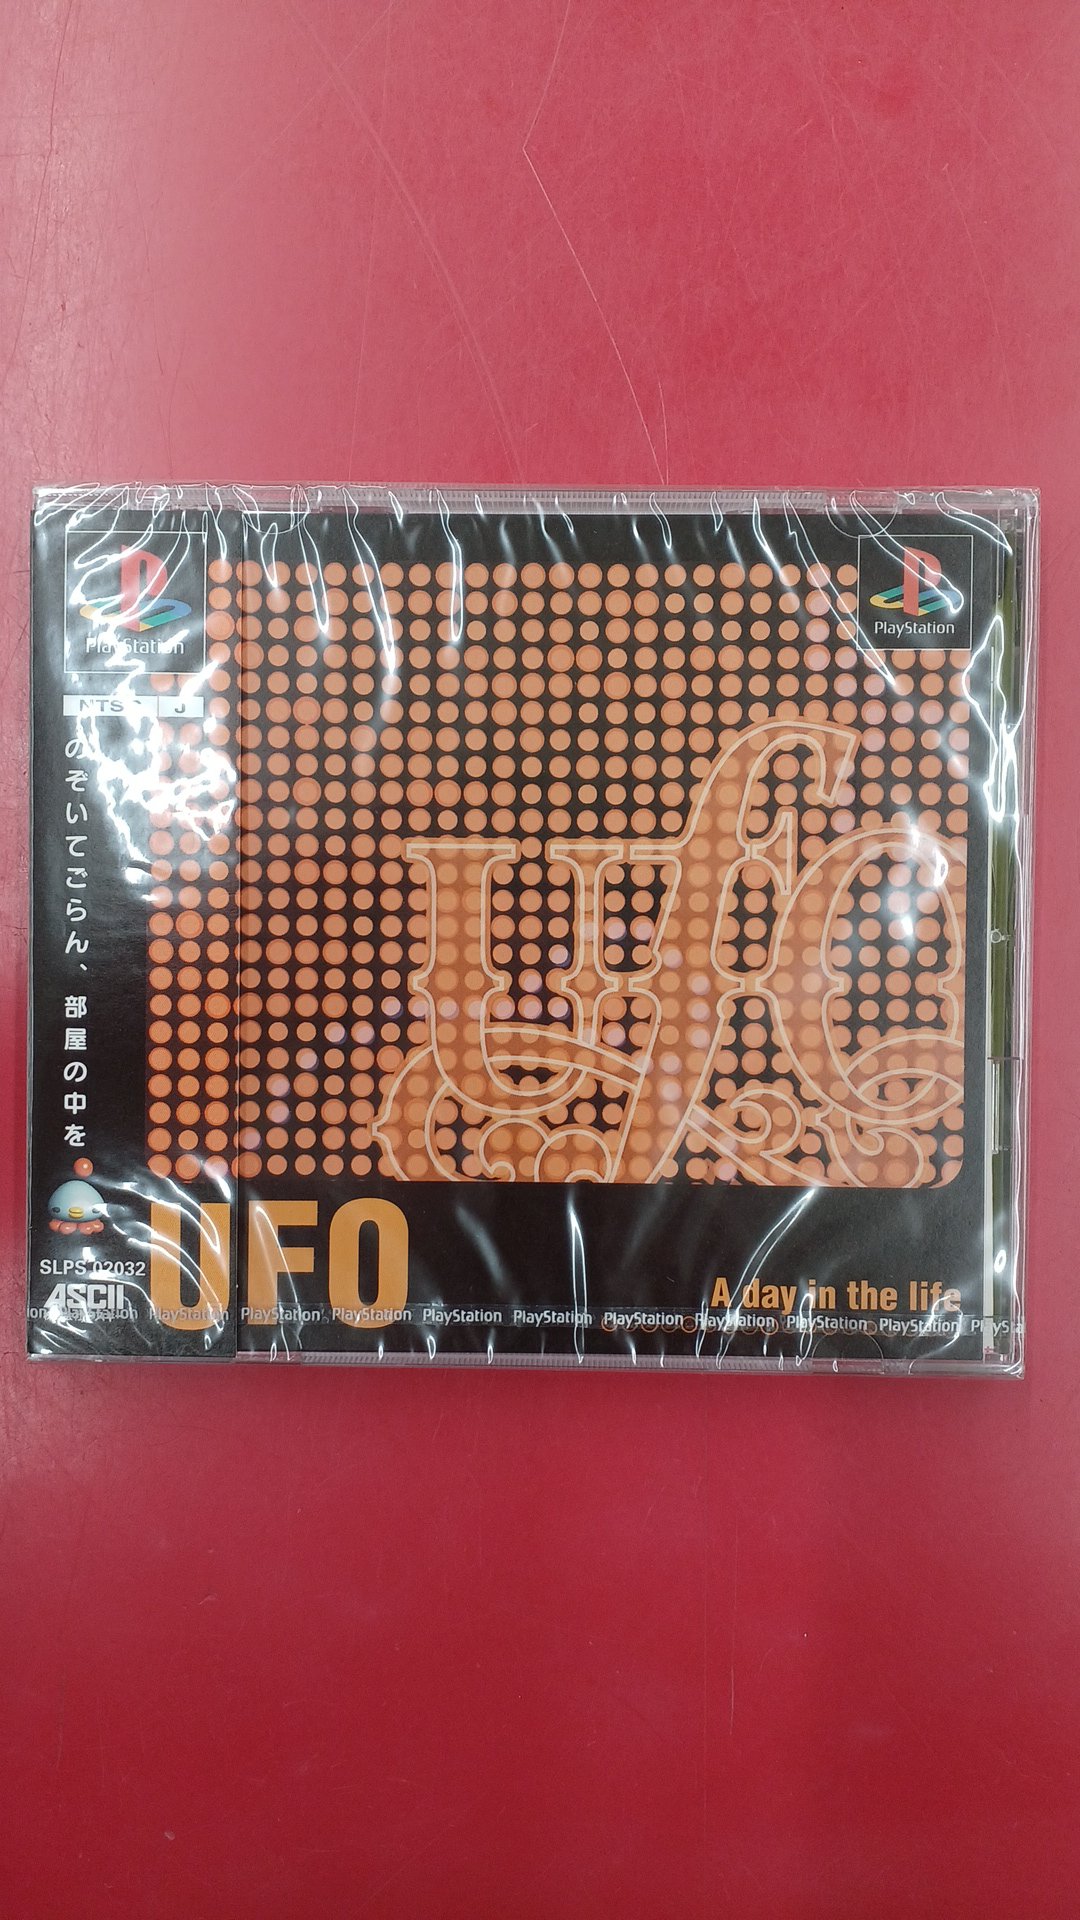 PlayStation
PlayStation
NTSC J
のぞいてごらん、部屋の中を
ufo
SLPS 02032
ASCII
UFO
A day in the life
PlayStation PlayStation PlayStation PlayStation PlayStation PlayStation PlayStation PlayStation PlayStation PlayStation